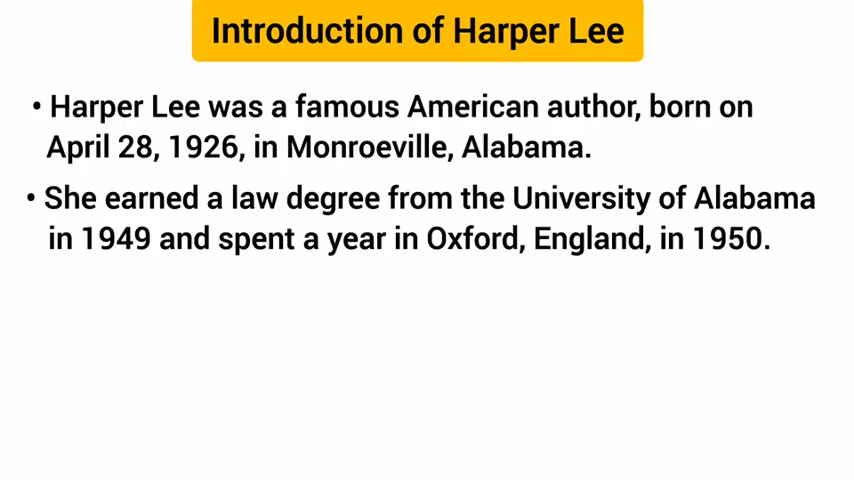 Introduction of Harper Lee
• Harper Lee was a famous American author, born on
April 28, 1926, in Monroeville, Alabama.
• She earned a law degree from the University of Alabama
in 1949 and spent a year in Oxford, England, in 1950.